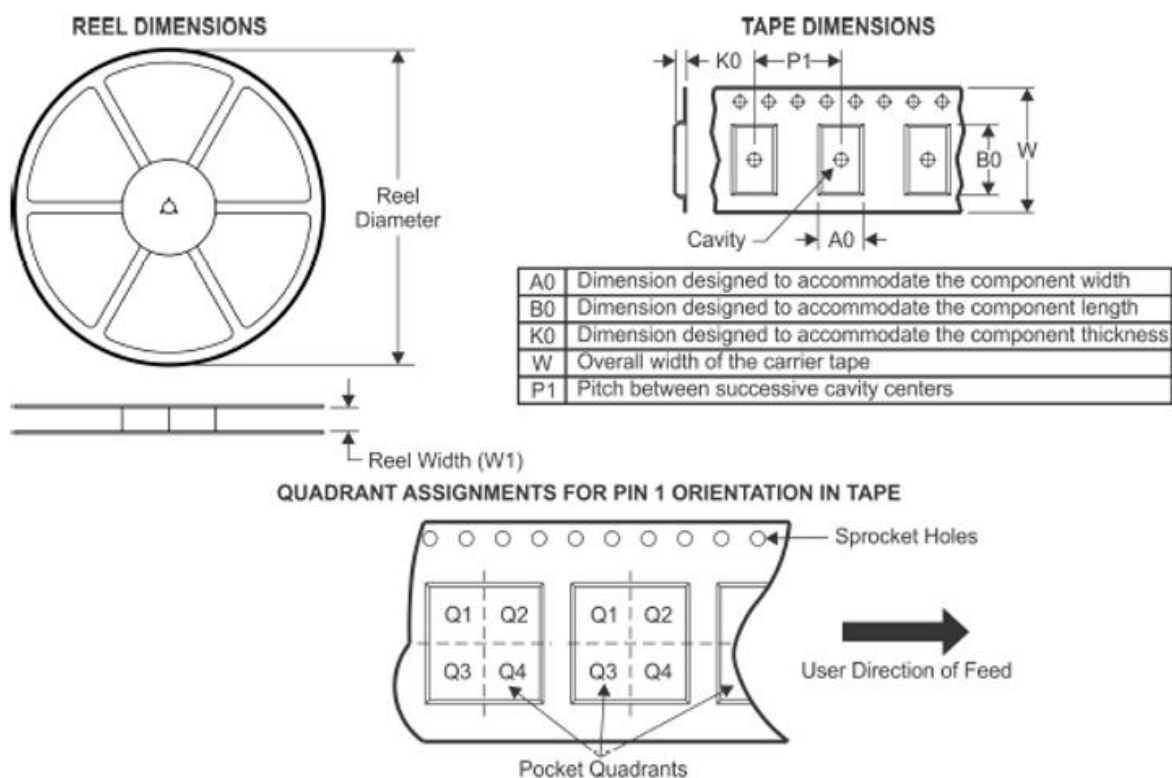 REEL DIMENSIONS
Reel
Diameter
Reel Width (W1)
TAPE DIMENSIONS
K0
P1
B0
W
Cavity
A0
A0 Dimension designed to accommodate the component width
B0 Dimension designed to accommodate the component length
K0 Dimension designed to accommodate the component thickness
W Overall width of the carrier tape
P1 Pitch between successive cavity centers
QUADRANT ASSIGNMENTS FOR PIN 1 ORIENTATION IN TAPE
Sprocket Holes
Q1 Q2 Q1 Q2
Q3 Q4 Q3 Q4
User Direction of Feed
Pocket Quadrants